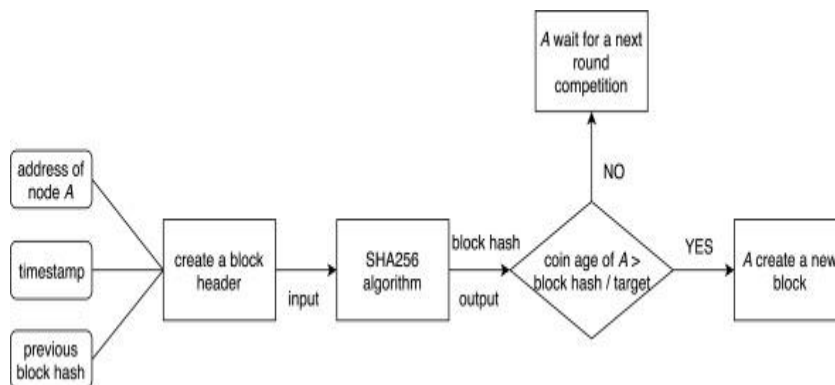 A wait for a next
round
competition
address of
node A
NO
timestamp
create a block
header
input
SHA256
algorithm
block hash
output
coin age of A >
block hash / target
YES
A create a new
block
previous
block hash